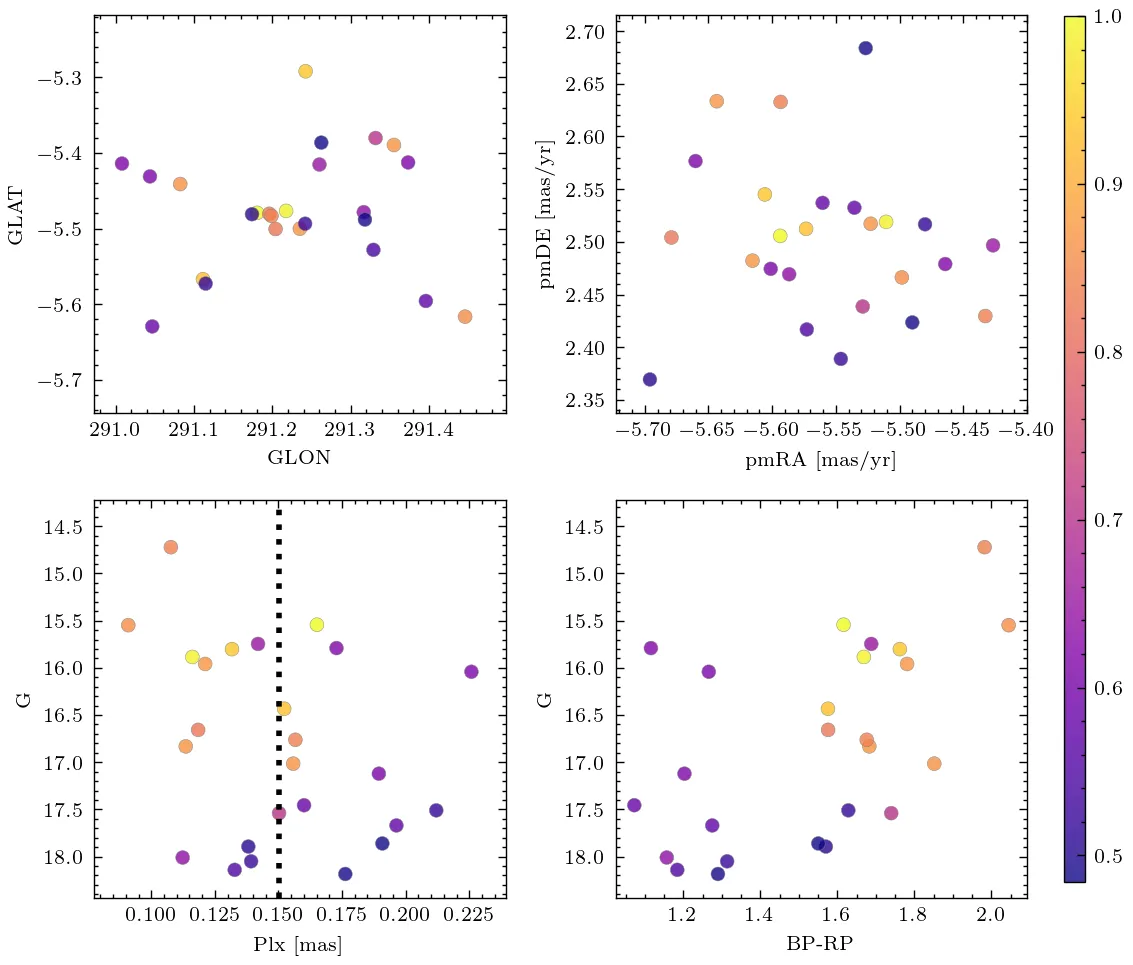 −5.3
−5.4
−5.5
−5.6
−5.7
GLAT
291.0 291.1 291.2 291.3 291.4
GLON
2.70
2.65
2.60
2.55
2.50
2.45
2.40
2.35
pmDE [mas/yr]
−5.70 −5.65 −5.60 −5.55 −5.50 −5.45 −5.40
pmRA [mas/yr]
14.5
15.0
15.5
16.0
16.5
17.0
17.5
18.0
G
0.100 0.125 0.150 0.175 0.200 0.225
Plx [mas]
14.5
15.0
15.5
16.0
16.5
17.0
17.5
18.0
G
1.2 1.4 1.6 1.8 2.0
BP-RP
1.0
0.9
0.8
0.7
0.6
0.5